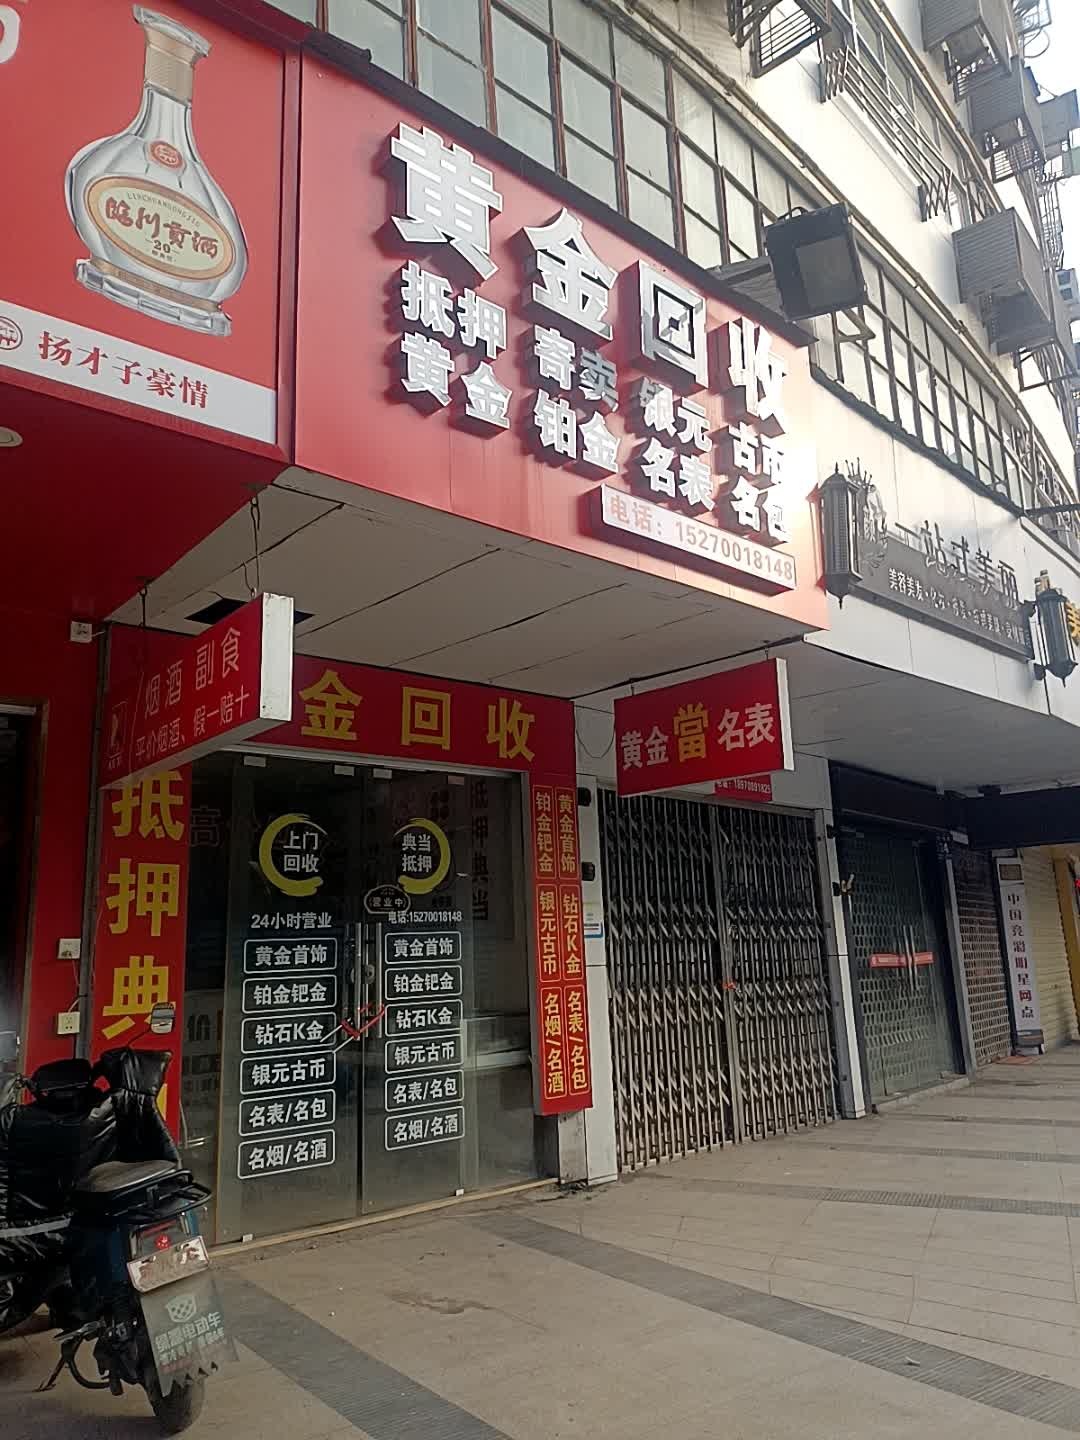 LINCHUANGONGJIU
临川贡酒
20
扬才子豪情
黄金回收
抵押 寄卖 银元 古币
黄金 铂金 名表 名包
电话：15270018148
一站式美丽
烟酒 副食
平价烟酒、假一赔十
金回收
黄金當名表
抵押典
上门
回收
典当
抵押
营业中
24小时营业
电话:15270018148
黄金首饰
铂金钯金
钻石K金
银元古币
名表/名包
名烟/名酒
黄金首饰
铂金钯金
钻石K金
银元古币
名表/名包
名烟/名酒
抵押典当
高
铂金钯金
黄金首饰
银元古币
钻石K金
名烟/名酒
名表/名包
中国竞彩明星网点